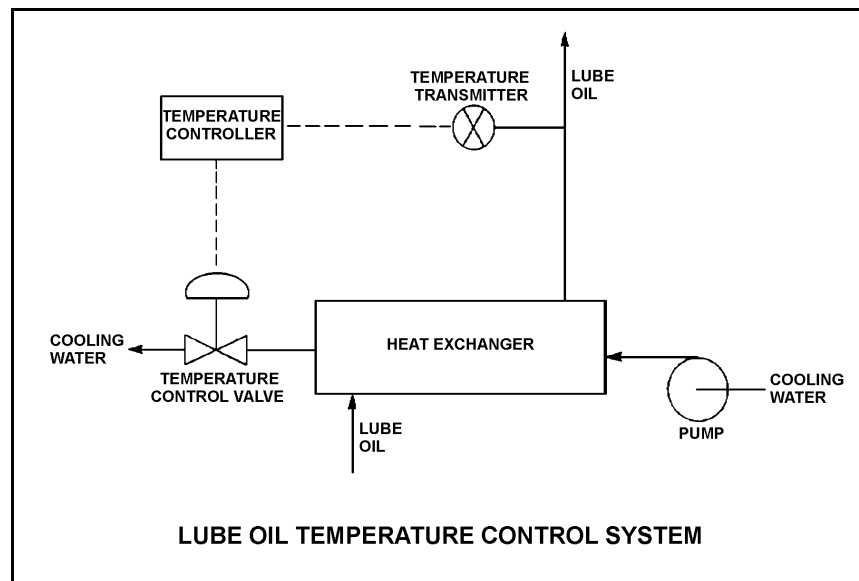 TEMPERATURE
TRANSMITTER
LUBE
OIL
TEMPERATURE
CONTROLLER
HEAT EXCHANGER
COOLING
WATER
TEMPERATURE
CONTROL VALVE
COOLING
WATER
PUMP
LUBE
OIL
LUBE OIL TEMPERATURE CONTROL SYSTEM